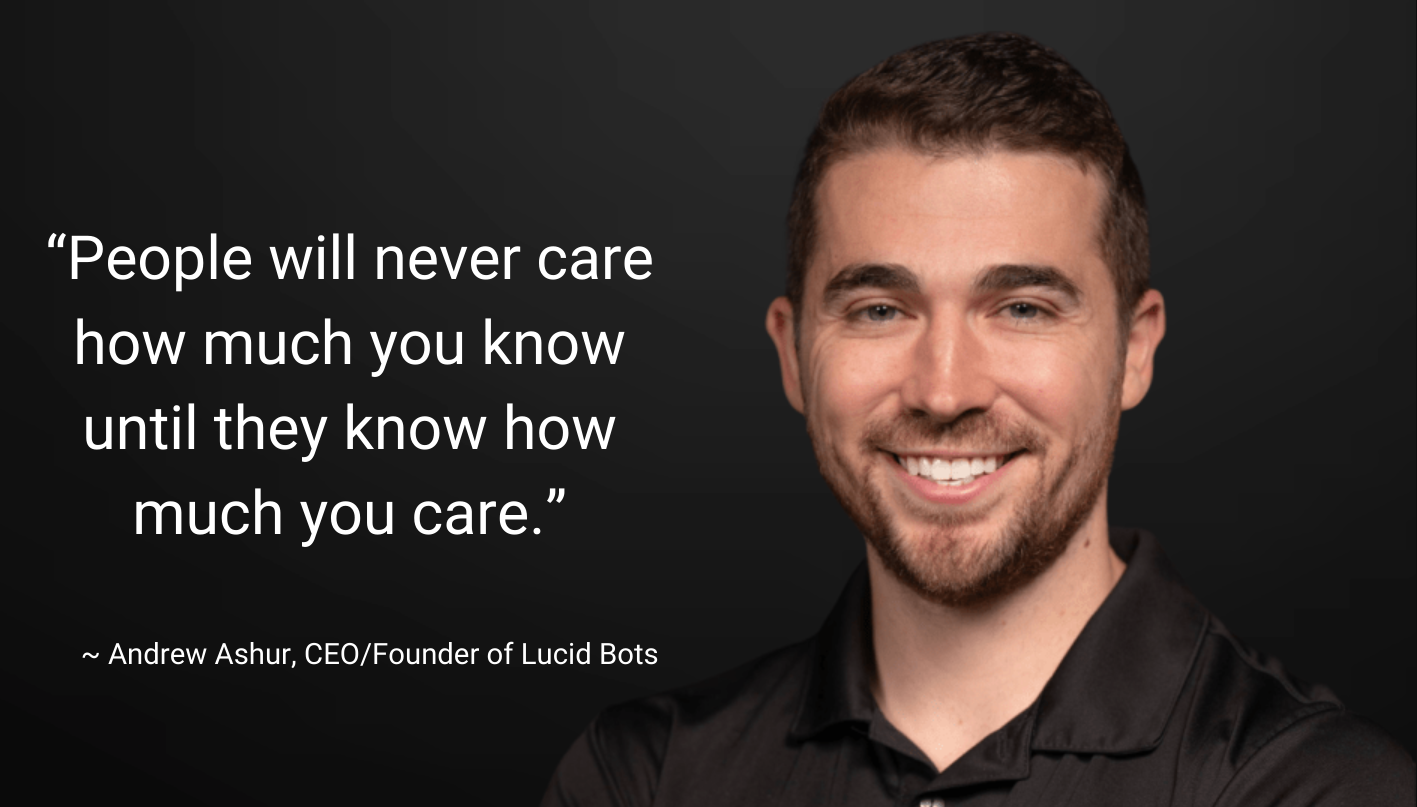 “People will never care
how much you know
until they know how
much you care.”
~ Andrew Ashur, CEO/Founder of Lucid Bots